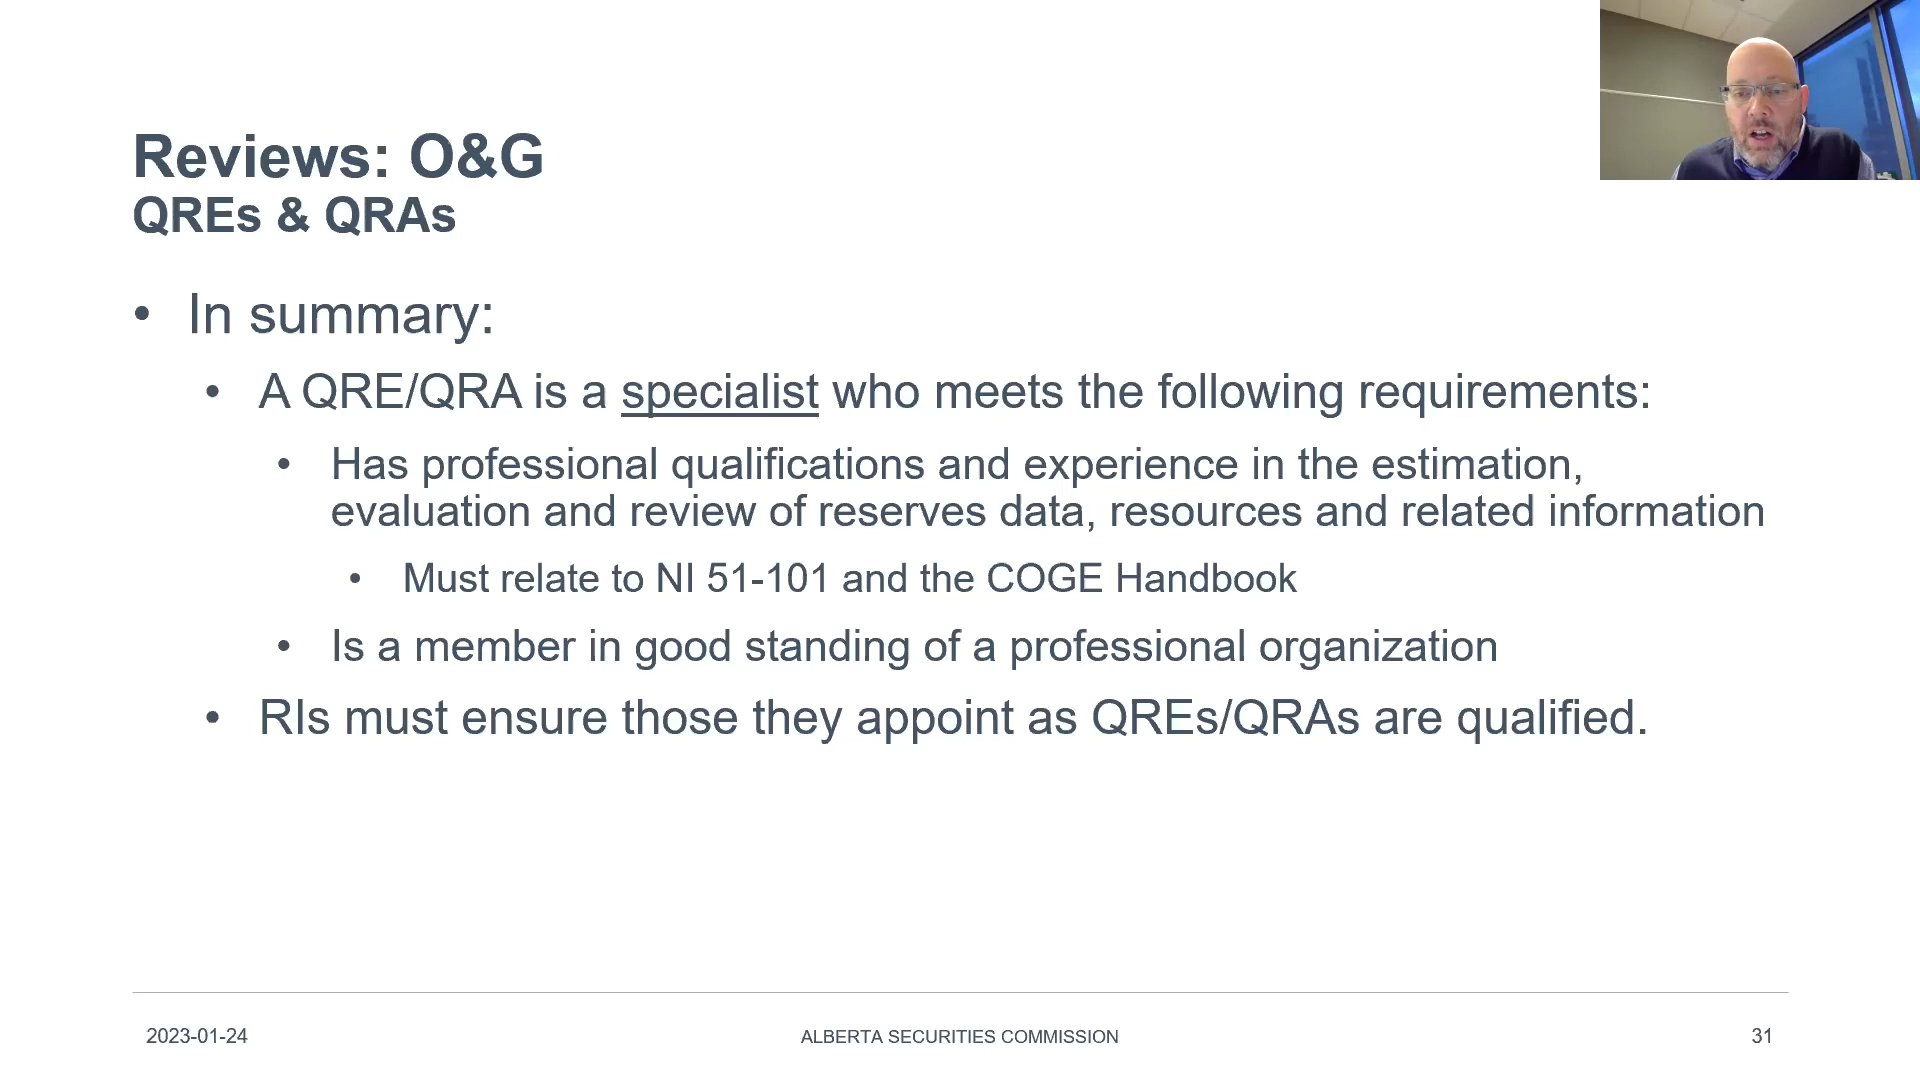 Reviews: O&G
QREs & QRAs
• In summary:
• A QRE/QRA is a specialist who meets the following requirements:
• Has professional qualifications and experience in the estimation,
evaluation and review of reserves data, resources and related information
• Must relate to NI 51-101 and the COGE Handbook
• Is a member in good standing of a professional organization
• RIs must ensure those they appoint as QREs/QRAs are qualified.
2023-01-24
ALBERTA SECURITIES COMMISSION
31